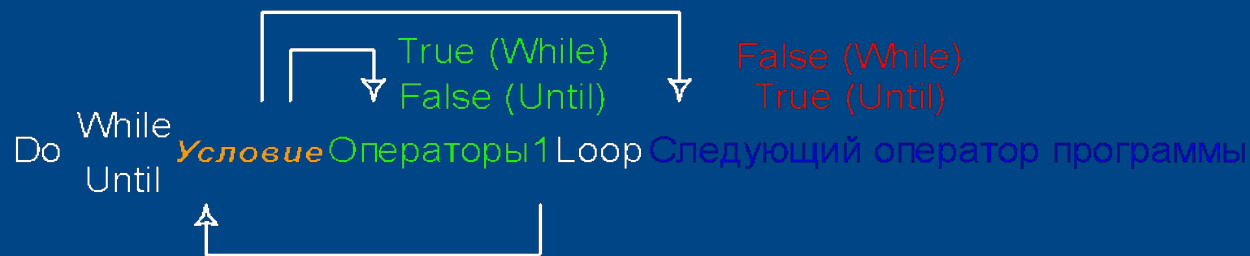 True (While) False (While)
False (Until) True (Until)
While
Do Условие Операторы1 Loop Следующий оператор программы
Until